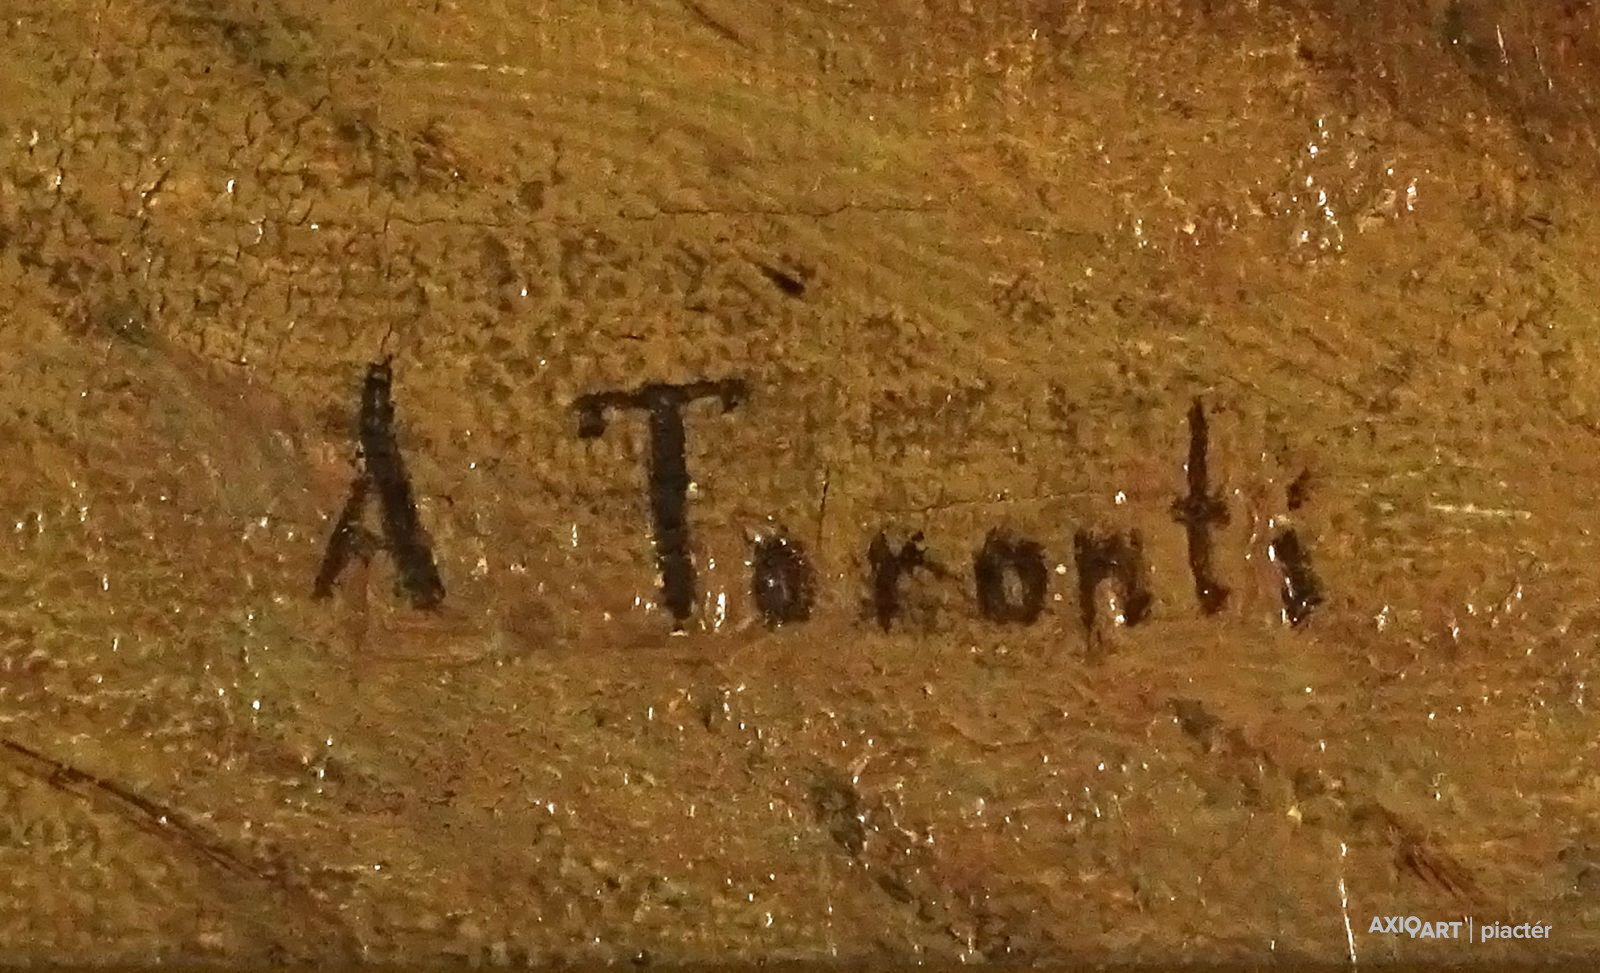 A Toronti
AXIOART | piactér